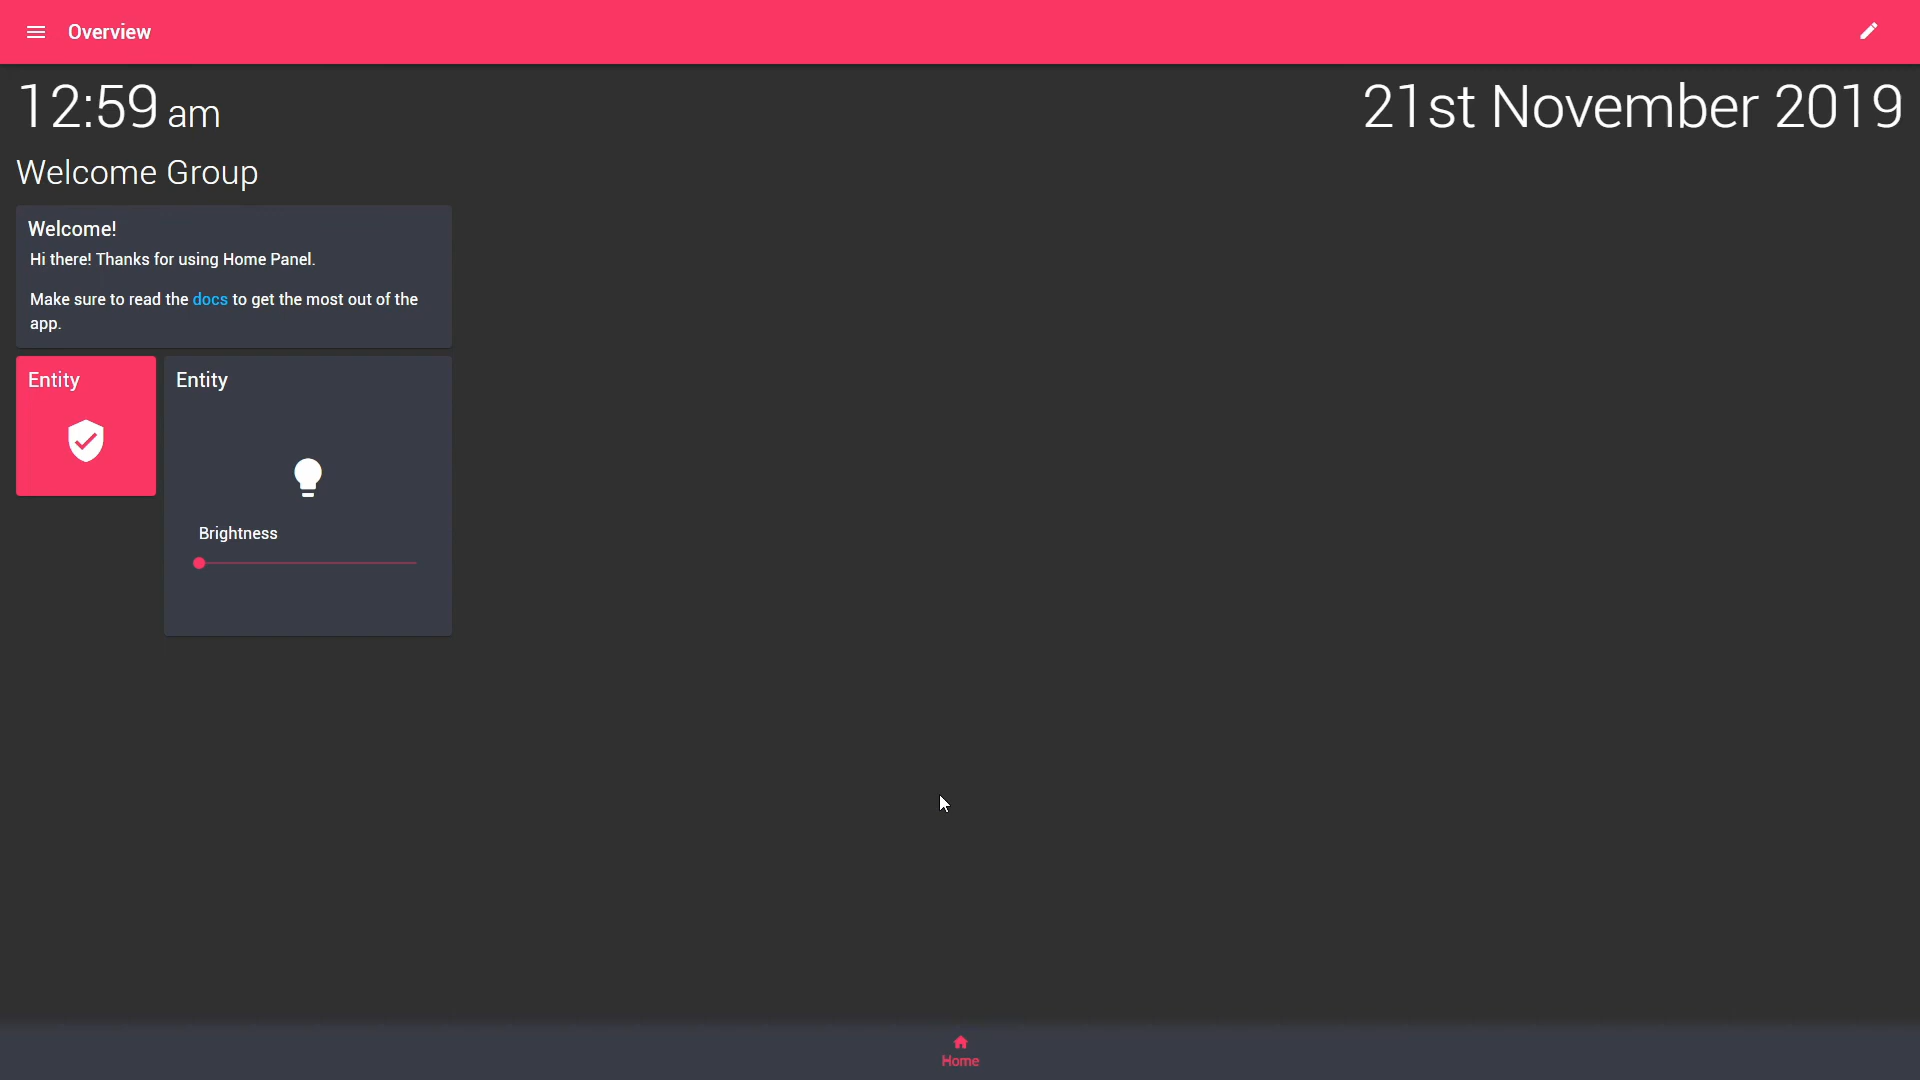 Overview
12:59 am
21st November 2019
Welcome Group
Welcome!
Hi there! Thanks for using Home Panel.
Make sure to read the docs to get the most out of the
app.
Entity
Entity
Brightness
Home